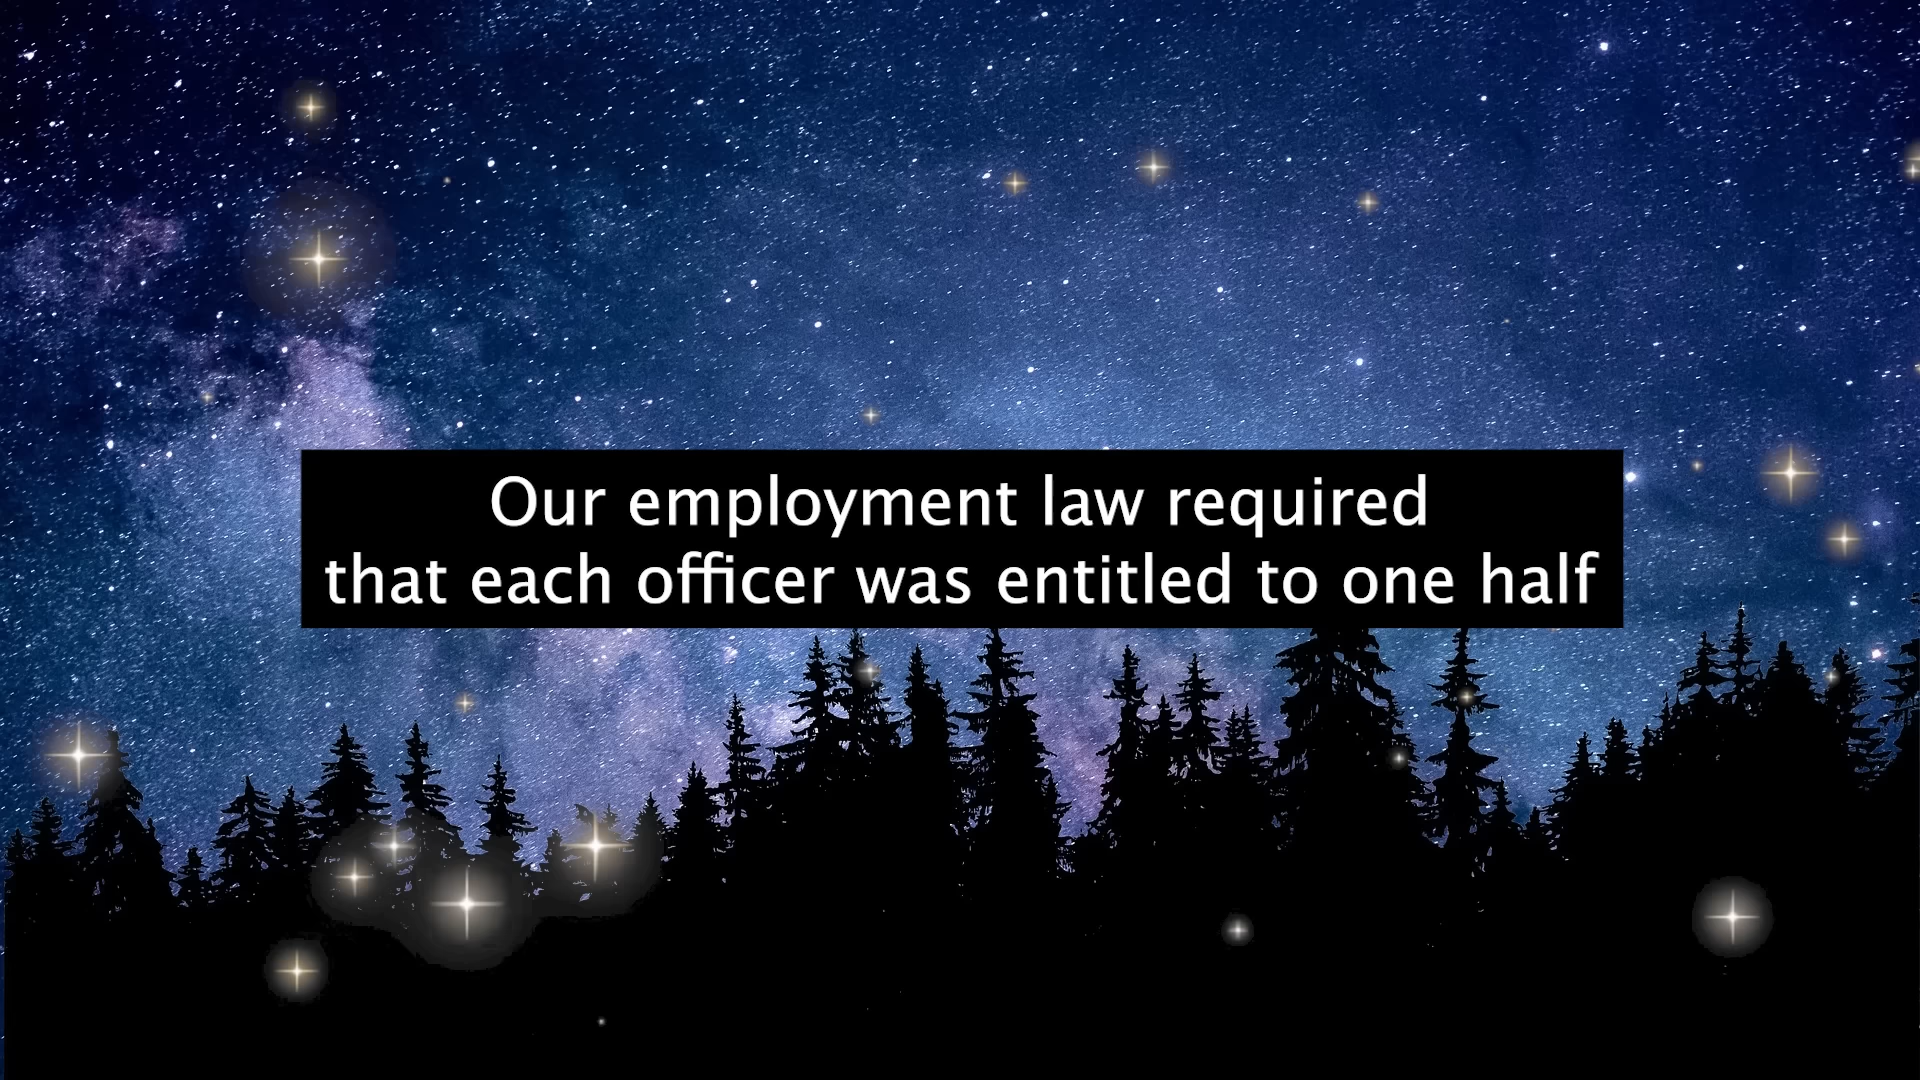 Our employment law required
that each officer was entitled to one half